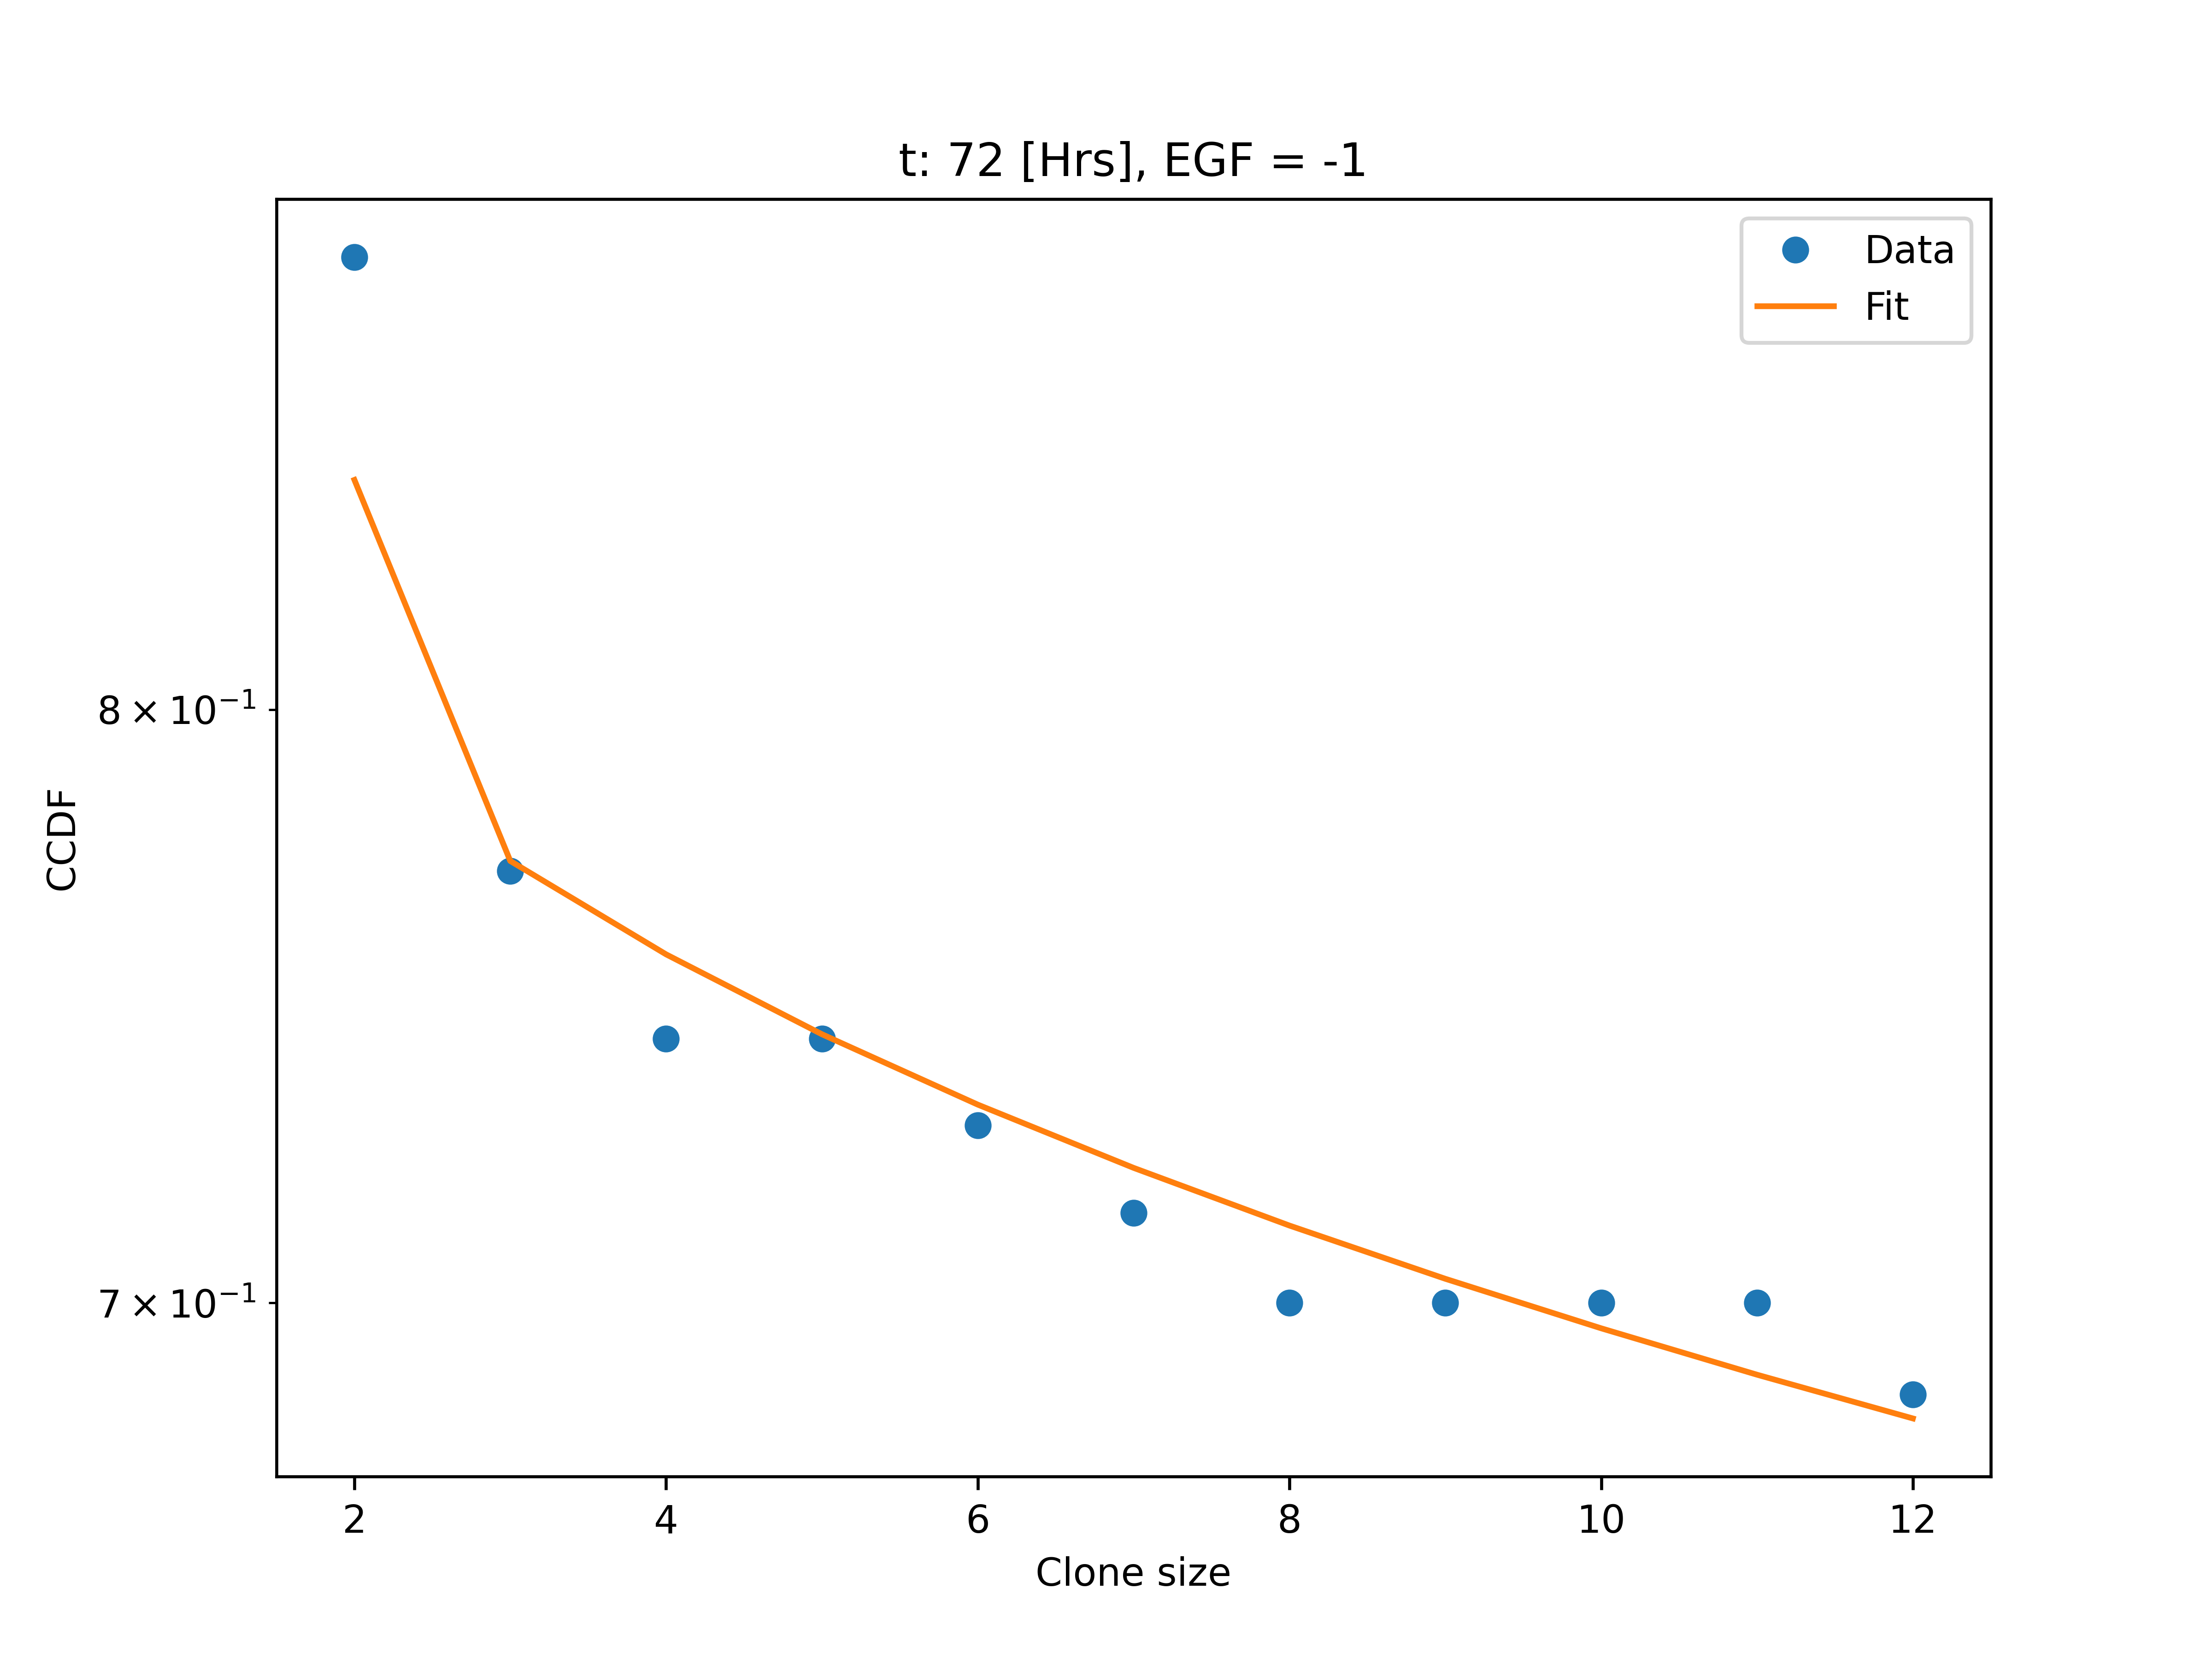 t: 72 [Hrs], EGF = -1
Data
Fit
8 × 10⁻¹
7 × 10⁻¹
CCDF
2 4 6 8 10 12
Clone size